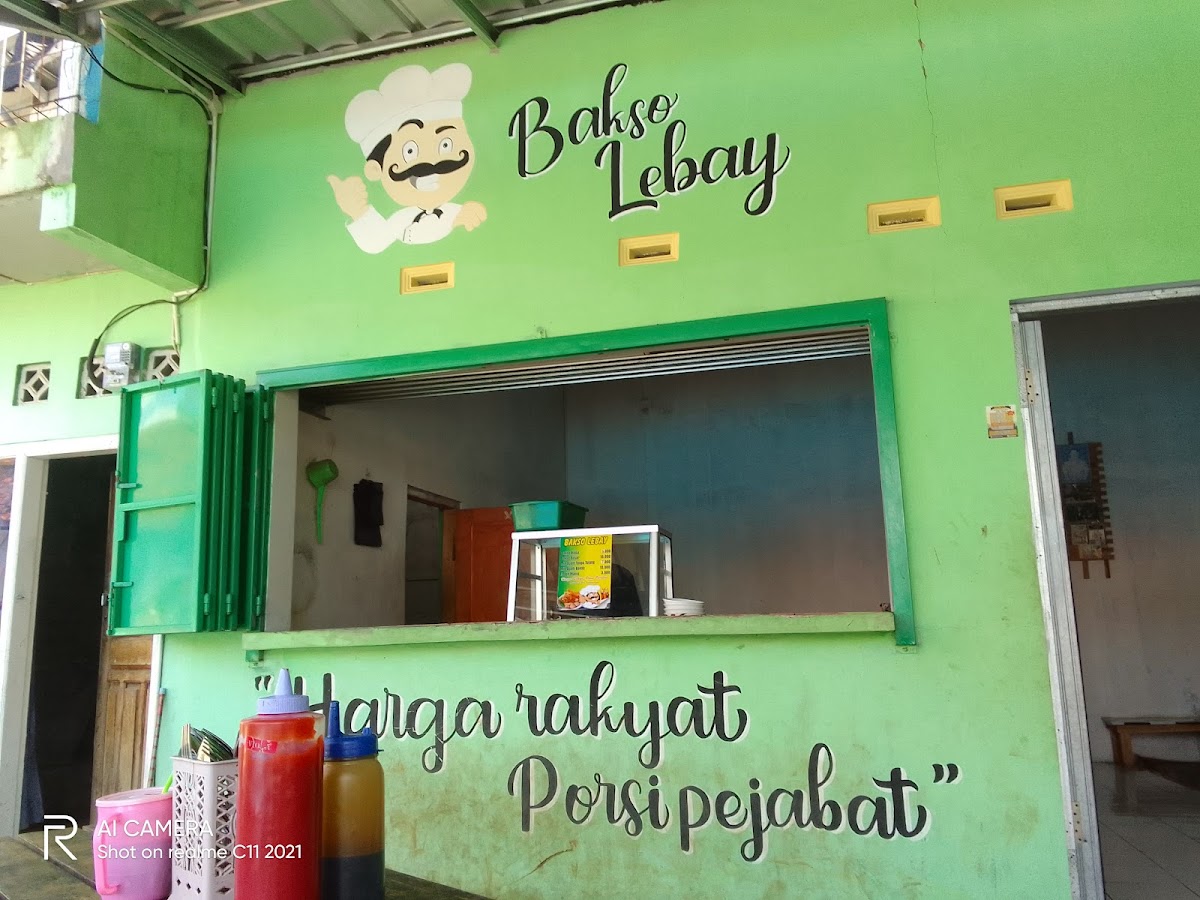 Bakso
Lebay
BAKSO LEBAY
"Harga rakyat
Porsi pejabat"
AI CAMERA
Shot on realme C11 2021